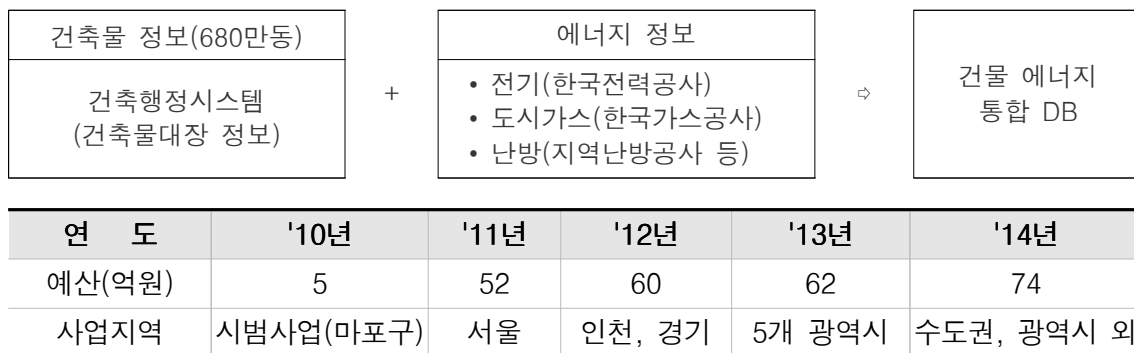 건축물 정보(680만동)
건축행정시스템
(건축물대장 정보)
+
에너지 정보
• 전기(한국전력공사)
• 도시가스(한국가스공사)
• 난방(지역난방공사 등)
⇨
건물 에너지
통합 DB
연 도 '10년 '11년 '12년 '13년 '14년
예산(억원) 5 52 60 62 74
사업지역 시범사업(마포구) 서울 인천, 경기 5개 광역시 수도권, 광역시 외